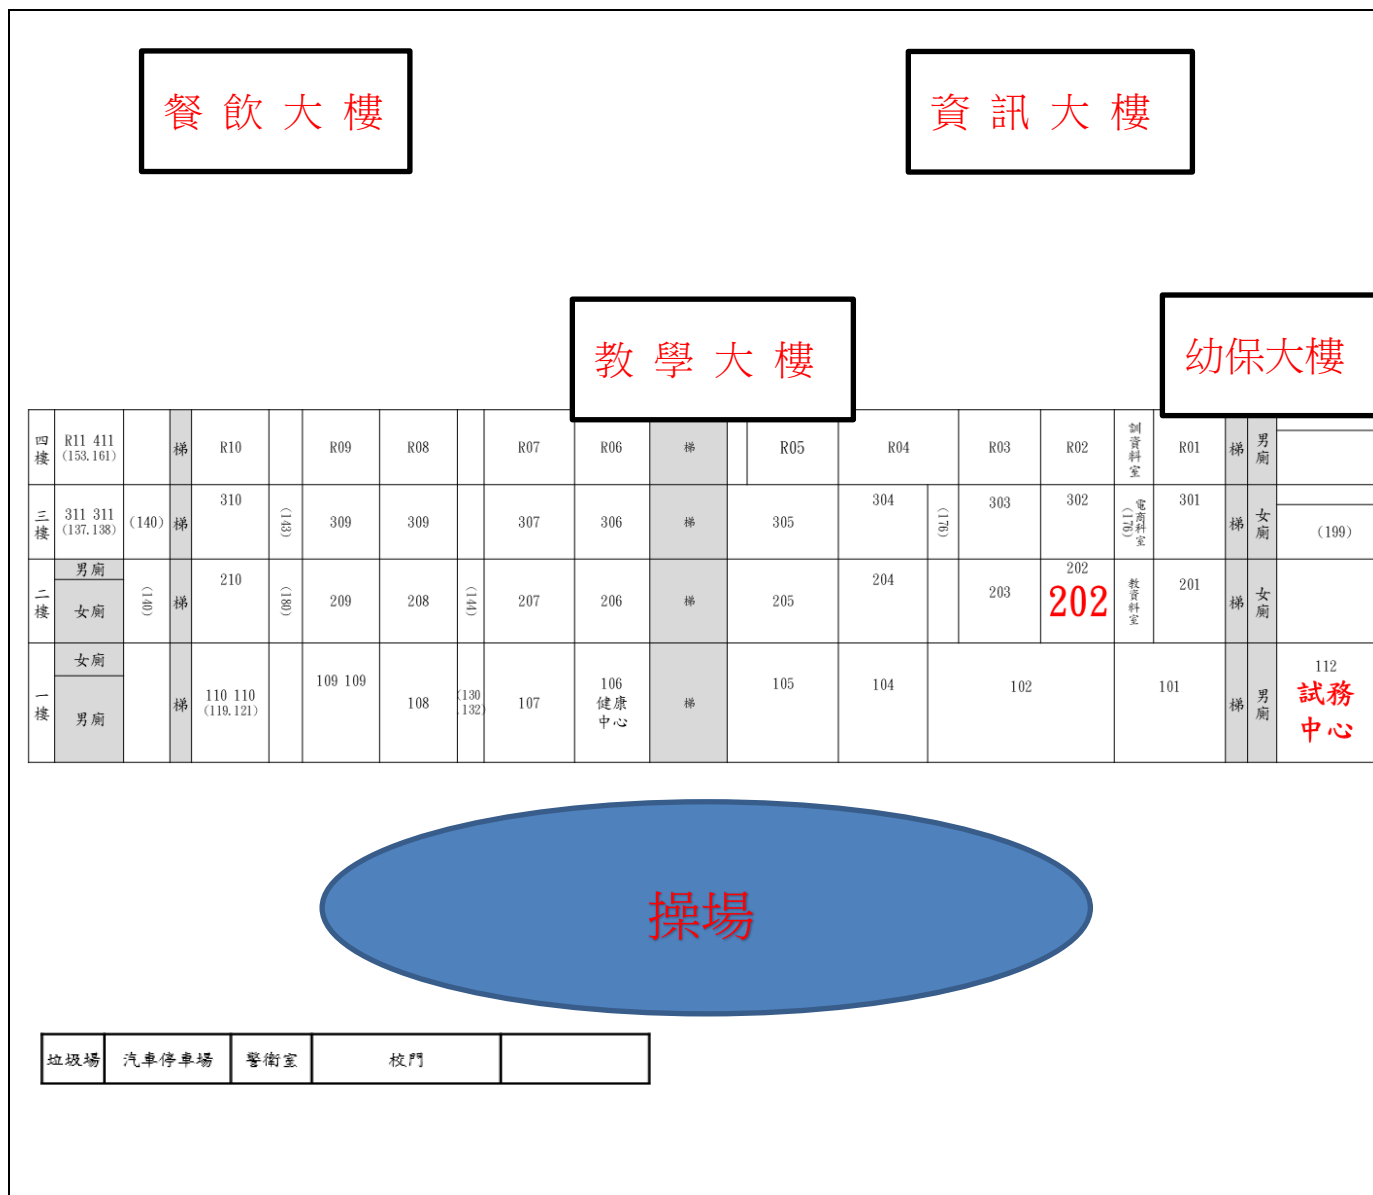 餐飲大樓
資訊大樓
教學大樓
幼保大樓
四樓
R11 411
(153.161)
梯
R10
R09
R08
R07
R06
梯
R05
R04
R03
R02
訓資料室
R01
梯
男廁
三樓
311 311
(137.138)
(140)
梯
310
(143)
309
309
307
306
梯
305
304
(176)
303
302
電商科室
(176)
301
梯
女廁
(199)
二樓
男廁
女廁
(140)
梯
210
(180)
209
208
(144)
207
206
梯
205
204
203
202
202
教資料室
201
梯
女廁
一樓
女廁
男廁
梯
110 110
(119.121)
109 109
108
(130
.132)
107
106
健康
中心
梯
105
104
102
101
梯
男廁
112
試務
中心
操場
垃圾場
汽車停車場
警衛室
校門